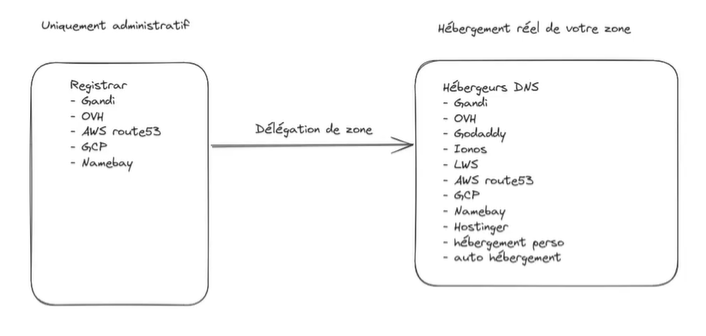 Uniquement administratif
Hébergement réel de votre zone
Registrar
- Gandi
- OVH
- AWS route53
- GCP
- Namebay
Délégation de zone
Hébergeurs DNS
- Gandi
- OVH
- Godaddy
- Ionos
- LWS
- AWS route53
- GCP
- Namebay
- Hostinger
- hébergement perso
- auto hébergement